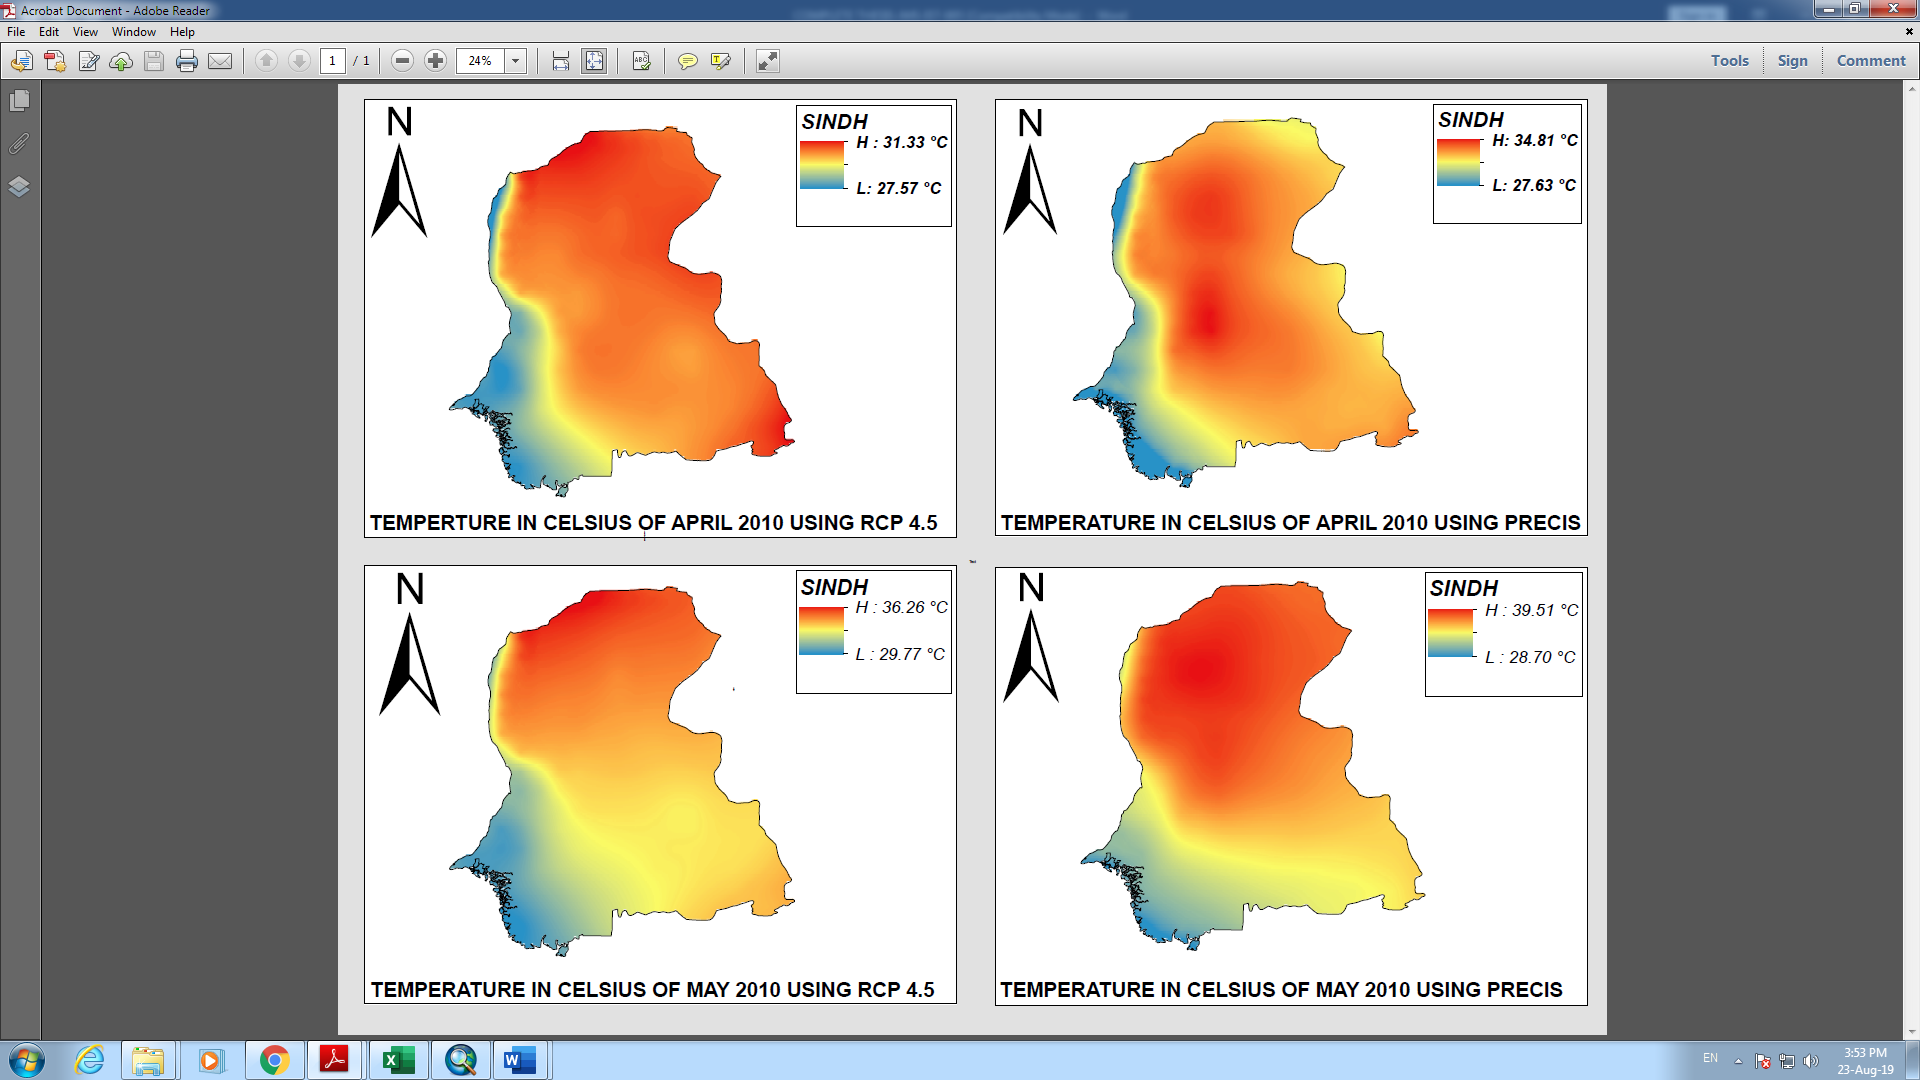 Acrobat Document - Adobe Reader
File Edit View Window Help
1 / 1 24% Tools Sign Comment
N
SINDH
H : 31.33 °C
L: 27.57 °C
TEMPERTURE IN CELSIUS OF APRIL 2010 USING RCP 4.5
N
SINDH
H: 34.81 °C
L: 27.63 °C
TEMPERATURE IN CELSIUS OF APRIL 2010 USING PRECIS
N
SINDH
H : 36.26 °C
L : 29.77 °C
TEMPERATURE IN CELSIUS OF MAY 2010 USING RCP 4.5
N
SINDH
H : 39.51 °C
L : 28.70 °C
TEMPERATURE IN CELSIUS OF MAY 2010 USING PRECIS
EN
3:53 PM
23-Aug-19